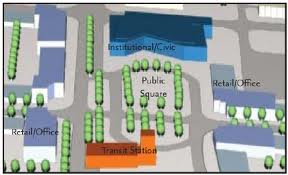 Institutional/Civic
Public
Square
Retail/Office
Retail/Office
Transit Station